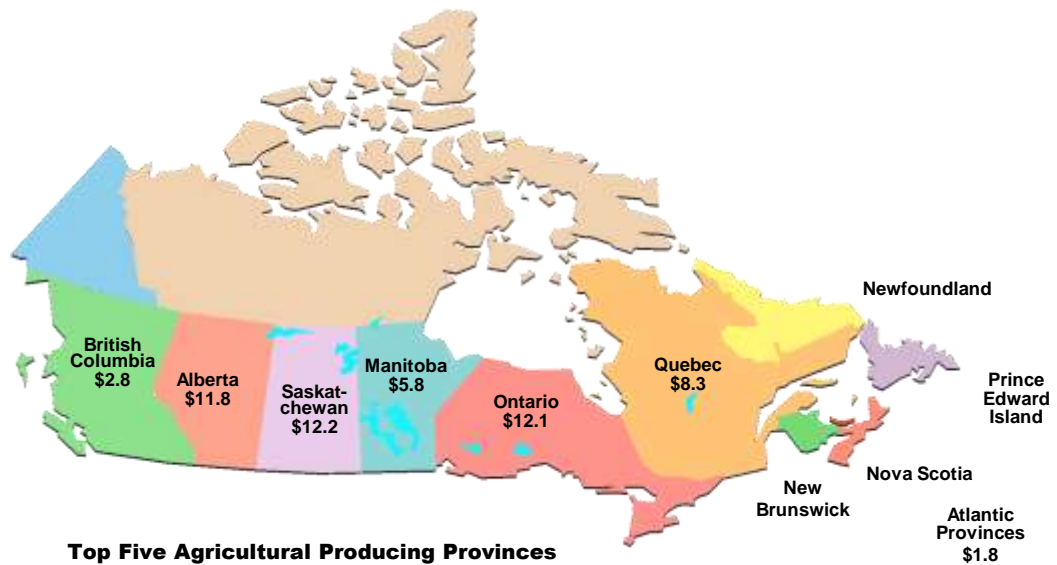 Newfoundland
British
Columbia
$2.8
Alberta
$11.8
Saskat-
chewan
$12.2
Manitoba
$5.8
Ontario
$12.1
Quebec
$8.3
Prince
Edward
Island
Nova Scotia
New
Brunswick
Atlantic
Provinces
$1.8
Top Five Agricultural Producing Provinces